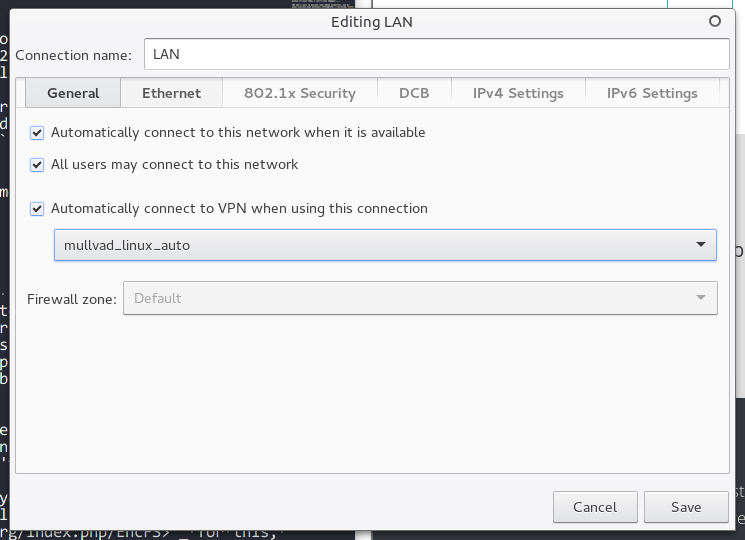 Editing LAN
Connection name: LAN
General Ethernet 802.1x Security DCB IPv4 Settings IPv6 Settings
Automatically connect to this network when it is available
All users may connect to this network
Automatically connect to VPN when using this connection
mullvad_linux_auto
Firewall zone: Default
Cancel Save
rg/index.php/EncFS> _ for this,